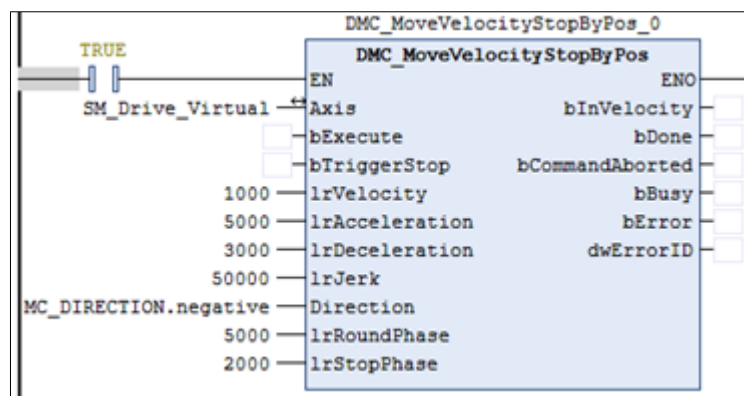 DMC_MoveVelocityStopByPos_0
TRUE
DMC_MoveVelocityStopByPos
EN ENO
SM_Drive_Virtual Axis bInVelocity
bExecute bDone
bTriggerStop bCommandAborted
1000 lrVelocity bBusy
5000 lrAcceleration bError
3000 lrDeceleration dwErrorID
50000 lrJerk
MC_DIRECTION.negative Direction
5000 lrRoundPhase
2000 lrStopPhase